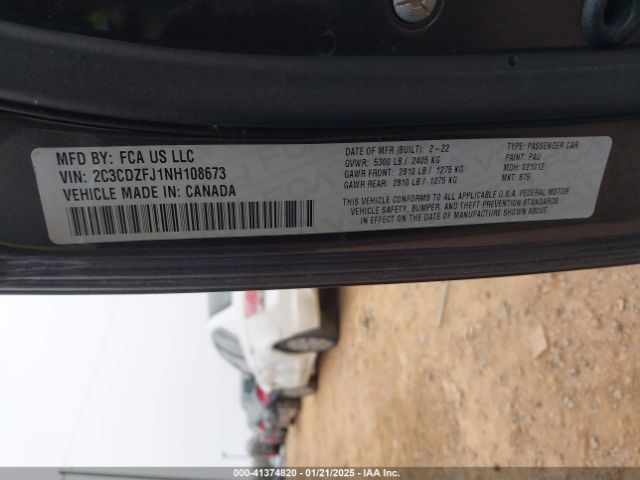 MFD BY: FCA US LLC
VIN: 2C3CDZFJ1NH108673
VEHICLE MADE IN: CANADA
DATE OF MFR (BUILT): 2-22
GVWR: 5300 LB / 2405 KG
GAWR FRONT: 2810 LB / 1275 KG
GAWR REAR: 2810 LB / 1275 KG
TYPE: PASSENGER CAR
PAINT: PAU
MDH: 021012
MKT: 875
THIS VEHICLE CONFORMS TO ALL APPLICABLE U.S.A. FEDERAL MOTOR
VEHICLE SAFETY, BUMPER, AND THEFT PREVENTION STANDARDS
IN EFFECT ON THE DATE OF MANUFACTURE SHOWN ABOVE.
000-41374820 - 01/21/2025 - IAA Inc.